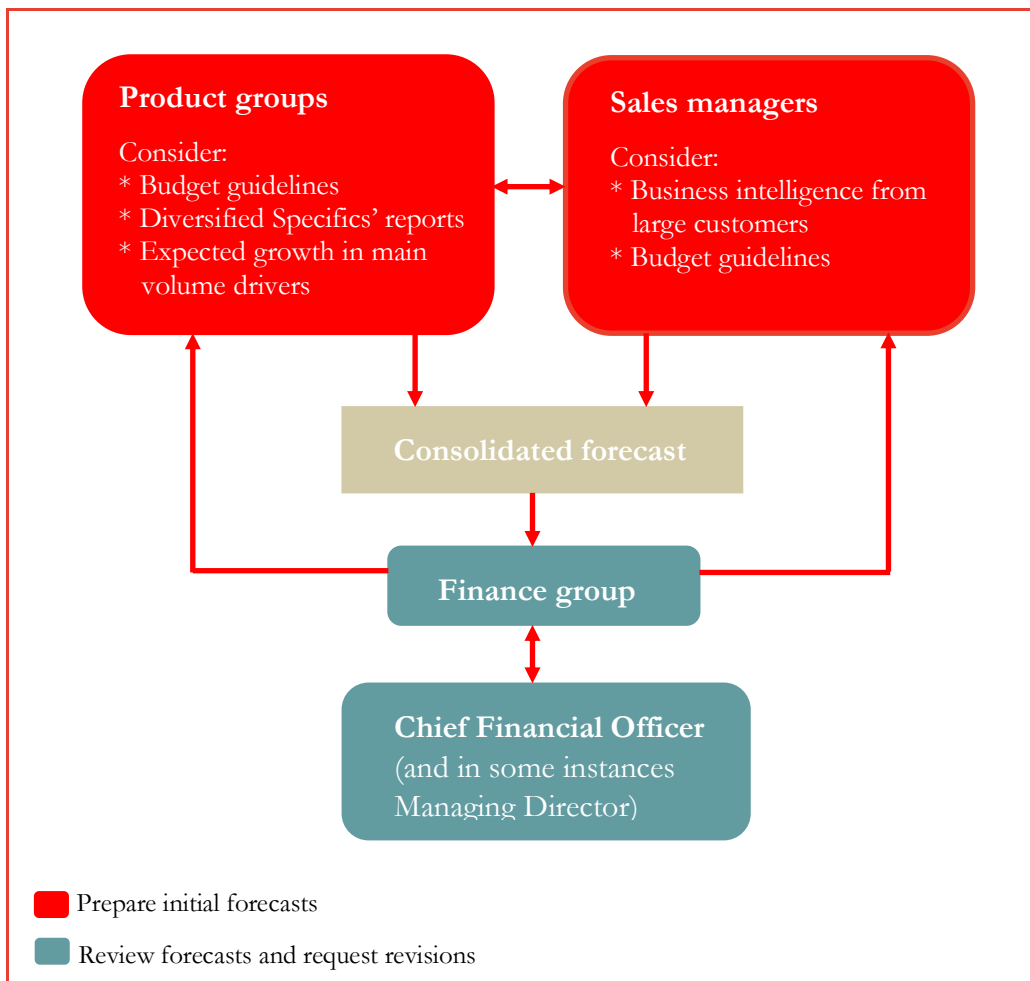 Product groups
Consider:
* Budget guidelines
* Diversified Specifics’ reports
* Expected growth in main
volume drivers
Sales managers
Consider:
* Business intelligence from
large customers
* Budget guidelines
Consolidated forecast
Finance group
Chief Financial Officer
(and in some instances
Managing Director)
Prepare initial forecasts
Review forecasts and request revisions